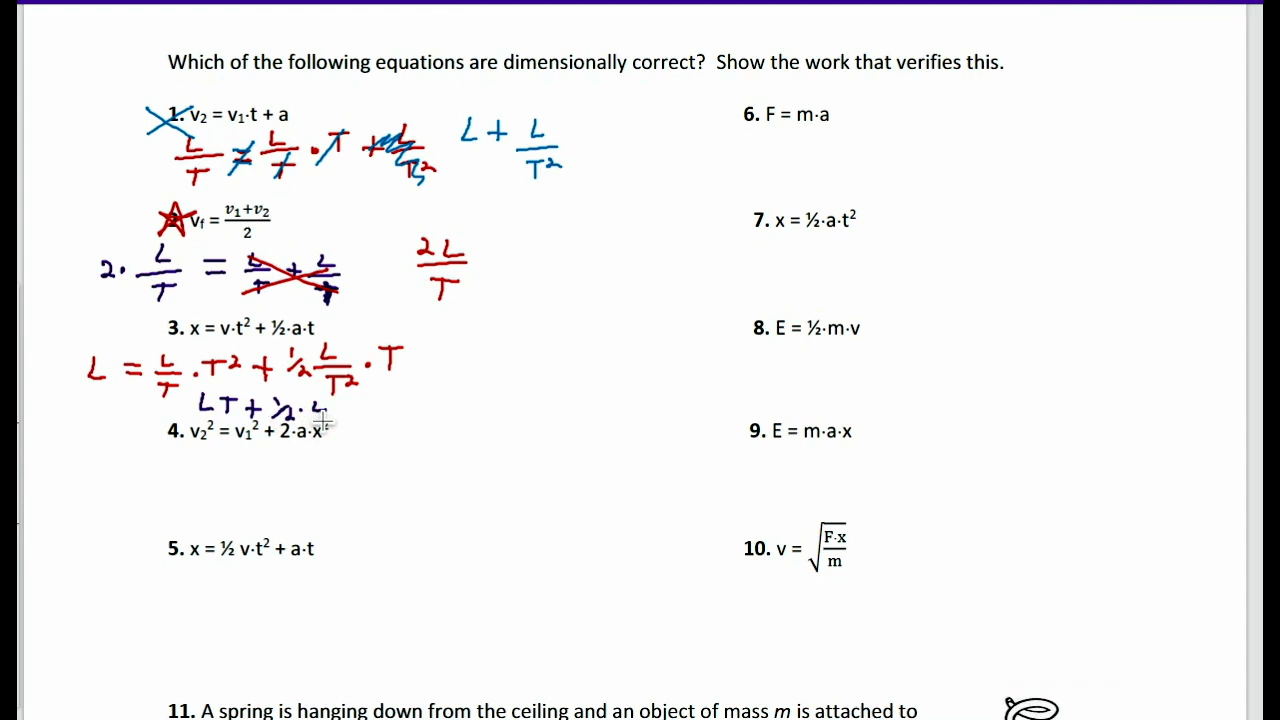 Which of the following equations are dimensionally correct? Show the work that verifies this.
1. v₂ = v₁·t + a
L/T = L/T · T + L/T²
L + L/T²
2. vf = (v₁+v₂)/2
2 · L/T = L/T + L/T
2L/T
3. x = v·t² + ½·a·t
L = L/T · T² + ½ L/T² · T
LT + ½ · L
4. v₂² = v₁² + 2·a·x
5. x = ½ v·t² + a·t
6. F = m·a
7. x = ½·a·t²
8. E = ½·m·v
9. E = m·a·x
10. v = √(F·x/m)
11. A spring is hanging down from the ceiling and an object of mass m is attached to